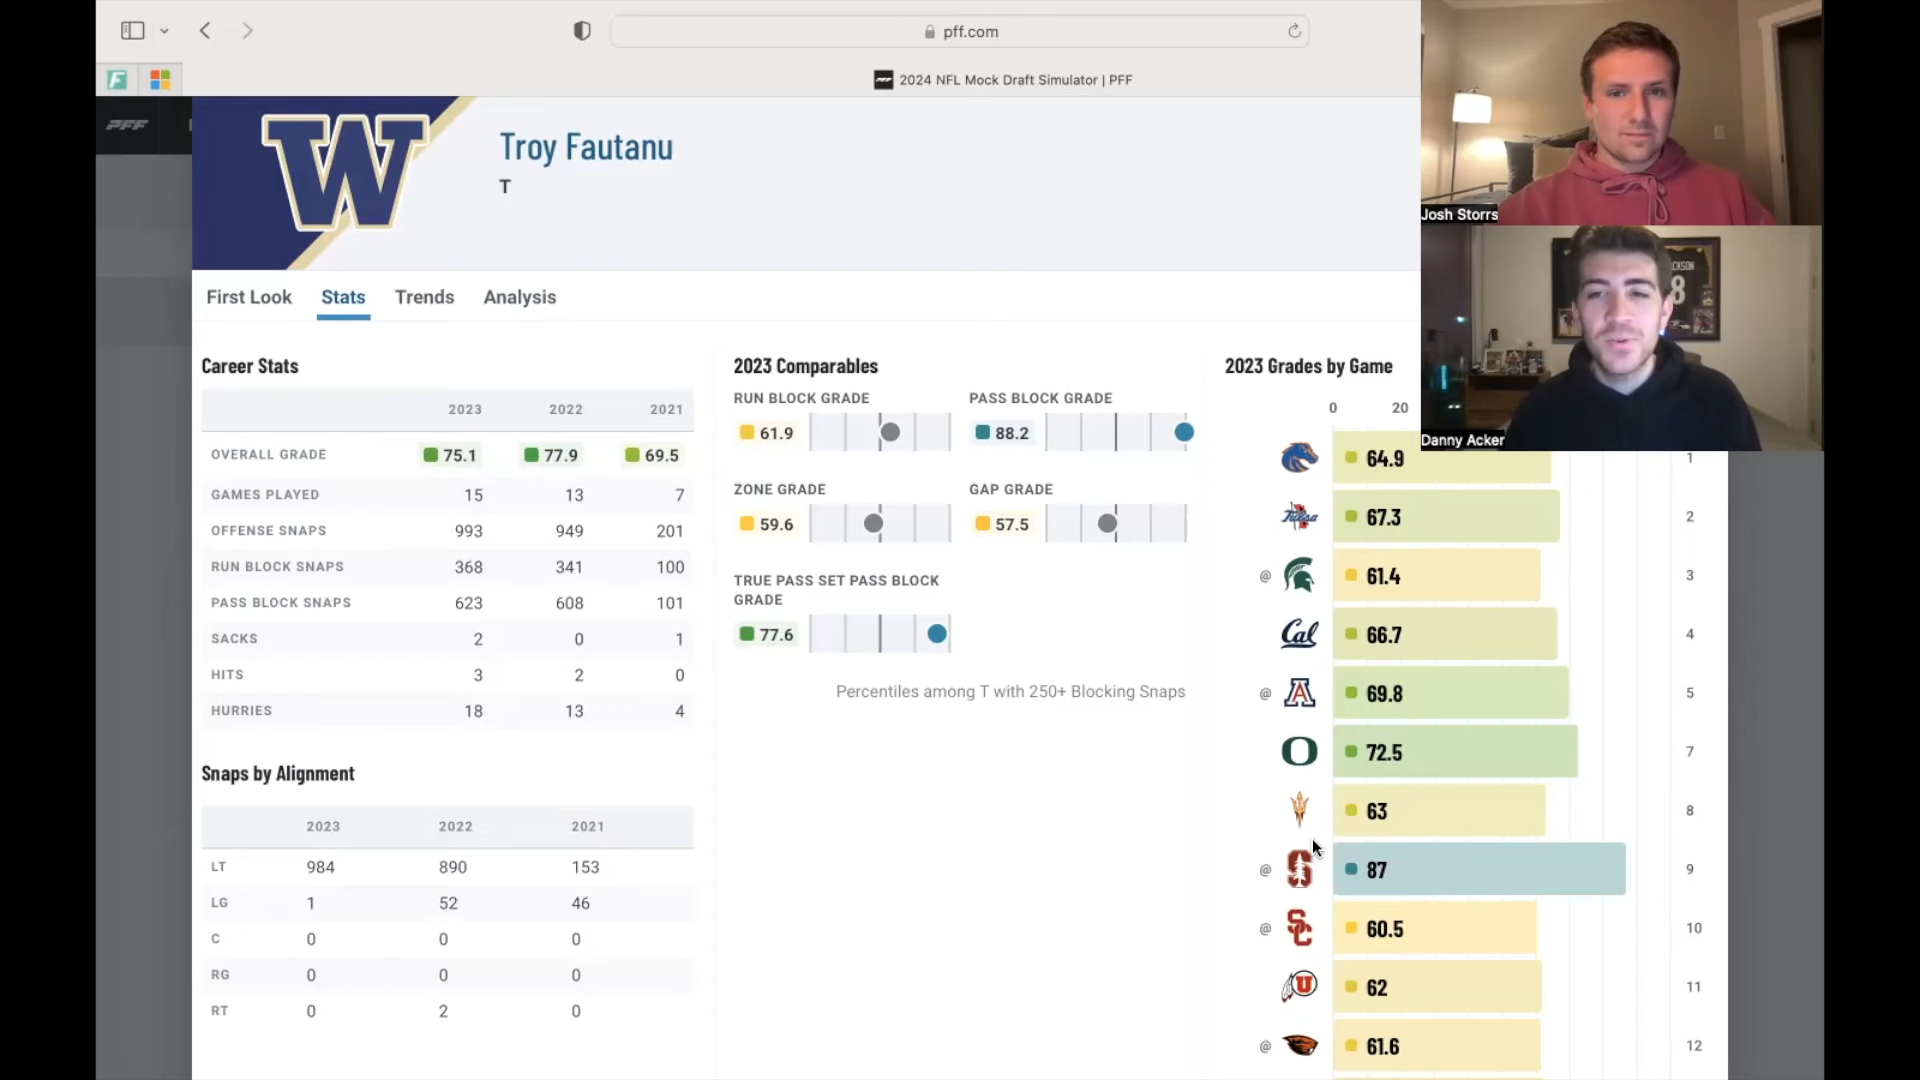 pff.com
PFF 2024 NFL Mock Draft Simulator | PFF
PFF
W
Troy Fautanu
T
First Look Stats Trends Analysis
Career Stats
2023 2022 2021
OVERALL GRADE 75.1 77.9 69.5
GAMES PLAYED 15 13 7
OFFENSE SNAPS 993 949 201
RUN BLOCK SNAPS 368 341 100
PASS BLOCK SNAPS 623 608 101
SACKS 2 0 1
HITS 3 2 0
HURRIES 18 13 4
Snaps by Alignment
2023 2022 2021
LT 984 890 153
LG 1 52 46
C 0 0 0
RG 0 0 0
RT 0 2 0
2023 Comparables
RUN BLOCK GRADE PASS BLOCK GRADE
61.9 88.2
ZONE GRADE GAP GRADE
59.6 57.5
TRUE PASS SET PASS BLOCK
GRADE
77.6
Percentiles among T with 250+ Blocking Snaps
2023 Grades by Game
0 20
64.9 1
Tulsa 67.3 2
@ 61.4 3
Cal 66.7 4
@ A 69.8 5
O 72.5 7
63 8
@ S 87 9
@ SC 60.5 10
U 62 11
@ 61.6 12
Josh Storrs
CKSON
8
Danny Acker